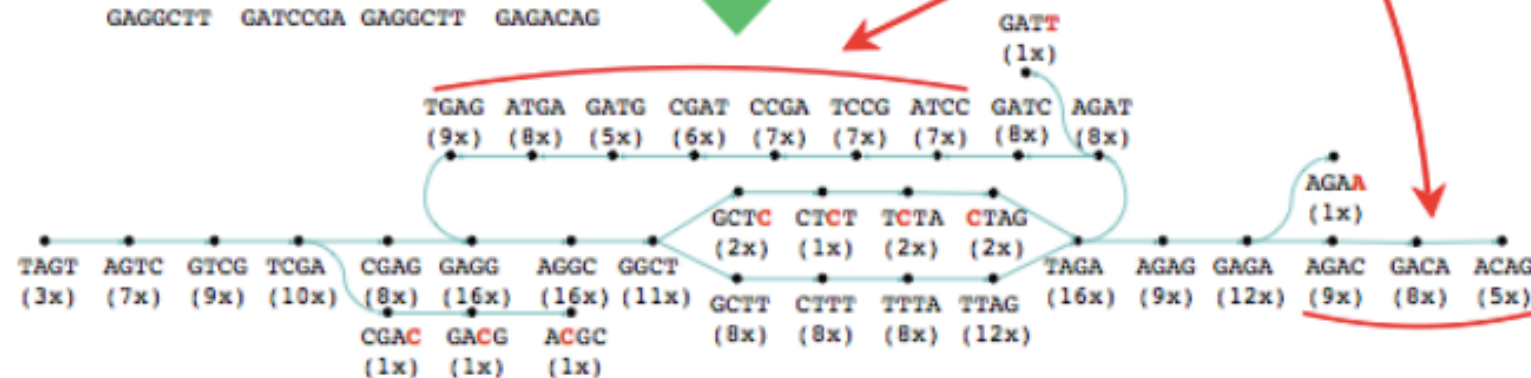 GAGGCTT GATCCGA GAGGCTT GAGACAG
GATT
(1x)
TGAG ATGA GATG CGAT CCGA TCCG ATCC GATC AGAT
(9x) (8x) (5x) (6x) (7x) (7x) (7x) (8x) (8x)
AGAA
(1x)
GCTC CTCT TCTA CTAG
(2x) (1x) (2x) (2x)
TAGT AGTC GTCG TCGA CGAG GAGG AGGC GGCT TAGA AGAG GAGA AGAC GACA ACAG
(3x) (7x) (9x) (10x) (8x) (16x) (16x) (11x) (16x) (9x) (12x) (9x) (8x) (5x)
GCTT CTTT TTTA TTAG
(8x) (8x) (8x) (12x)
CGAC GACG ACGC
(1x) (1x) (1x)